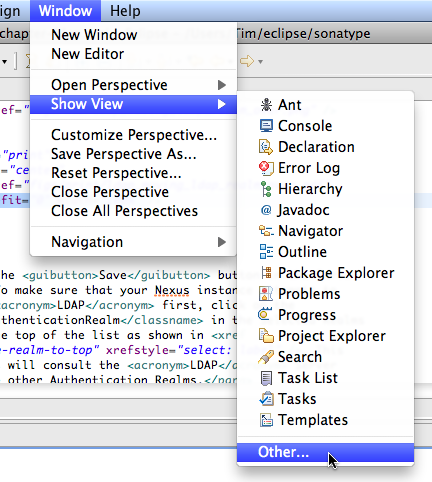 sign Window Help
chap
Tim/eclipse/sonatype
New Window
New Editor
Open Perspective
Show View
Customize Perspective...
Save Perspective As...
Reset Perspective...
Close Perspective
Close All Perspectives
Navigation
Ant
Console
Declaration
Error Log
Hierarchy
Javadoc
Navigator
Outline
Package Explorer
Problems
Progress
Project Explorer
Search
Task List
Tasks
Templates
Other...
ef="
="pri
="ce
ef="
fit=
he <guibutton>Save</guibutton> but
o make sure that your Nexus instan
acronym>LDAP</acronym> first, clic
thenticationRealm</classname> in t
e top of the list as shown in <xre
-realm-to-top" xrefstyle="select:
will consult the <acronym>LDAP</a
other Authentication Realms.</par